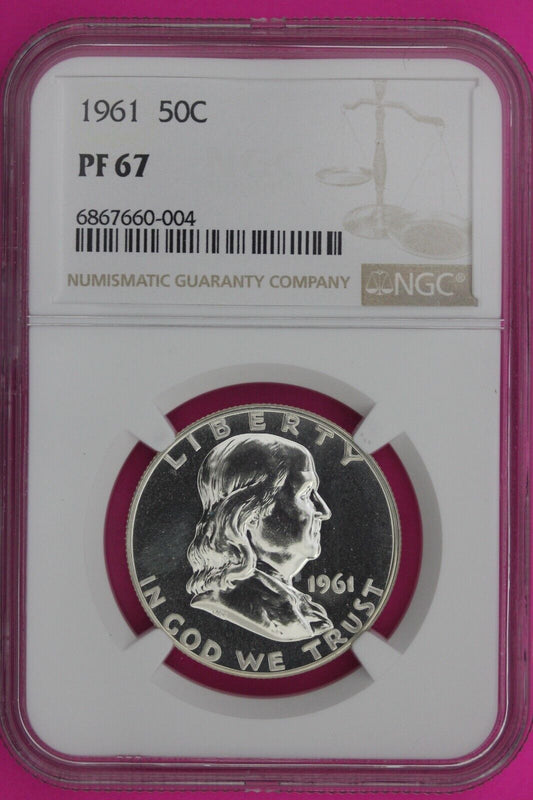 1961 50C
PF 67
6867660-004
NUMISMATIC GUARANTY COMPANY
NGC®
LIBERTY
1961
IN GOD WE TRUST